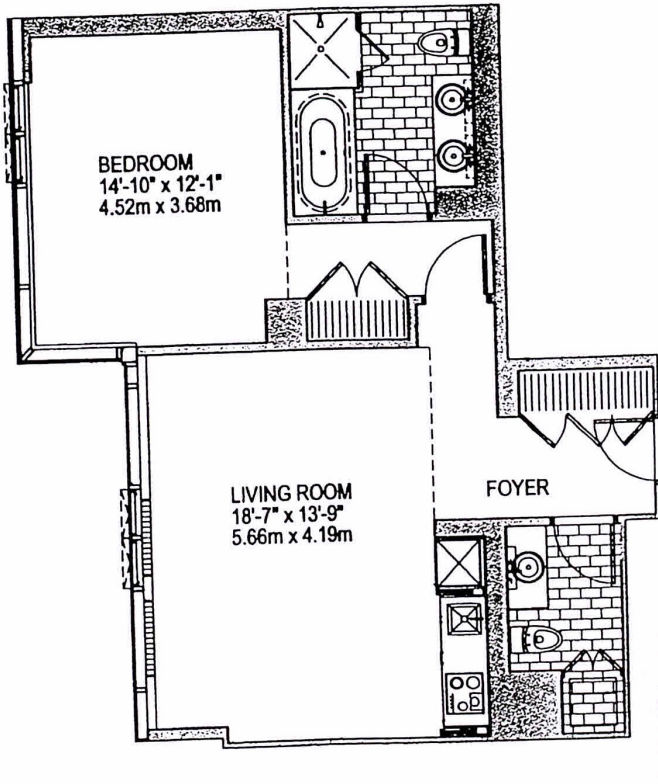 BEDROOM
14'-10" x 12'-1"
4.52m x 3.68m
LIVING ROOM
18'-7" x 13'-9"
5.66m x 4.19m
FOYER